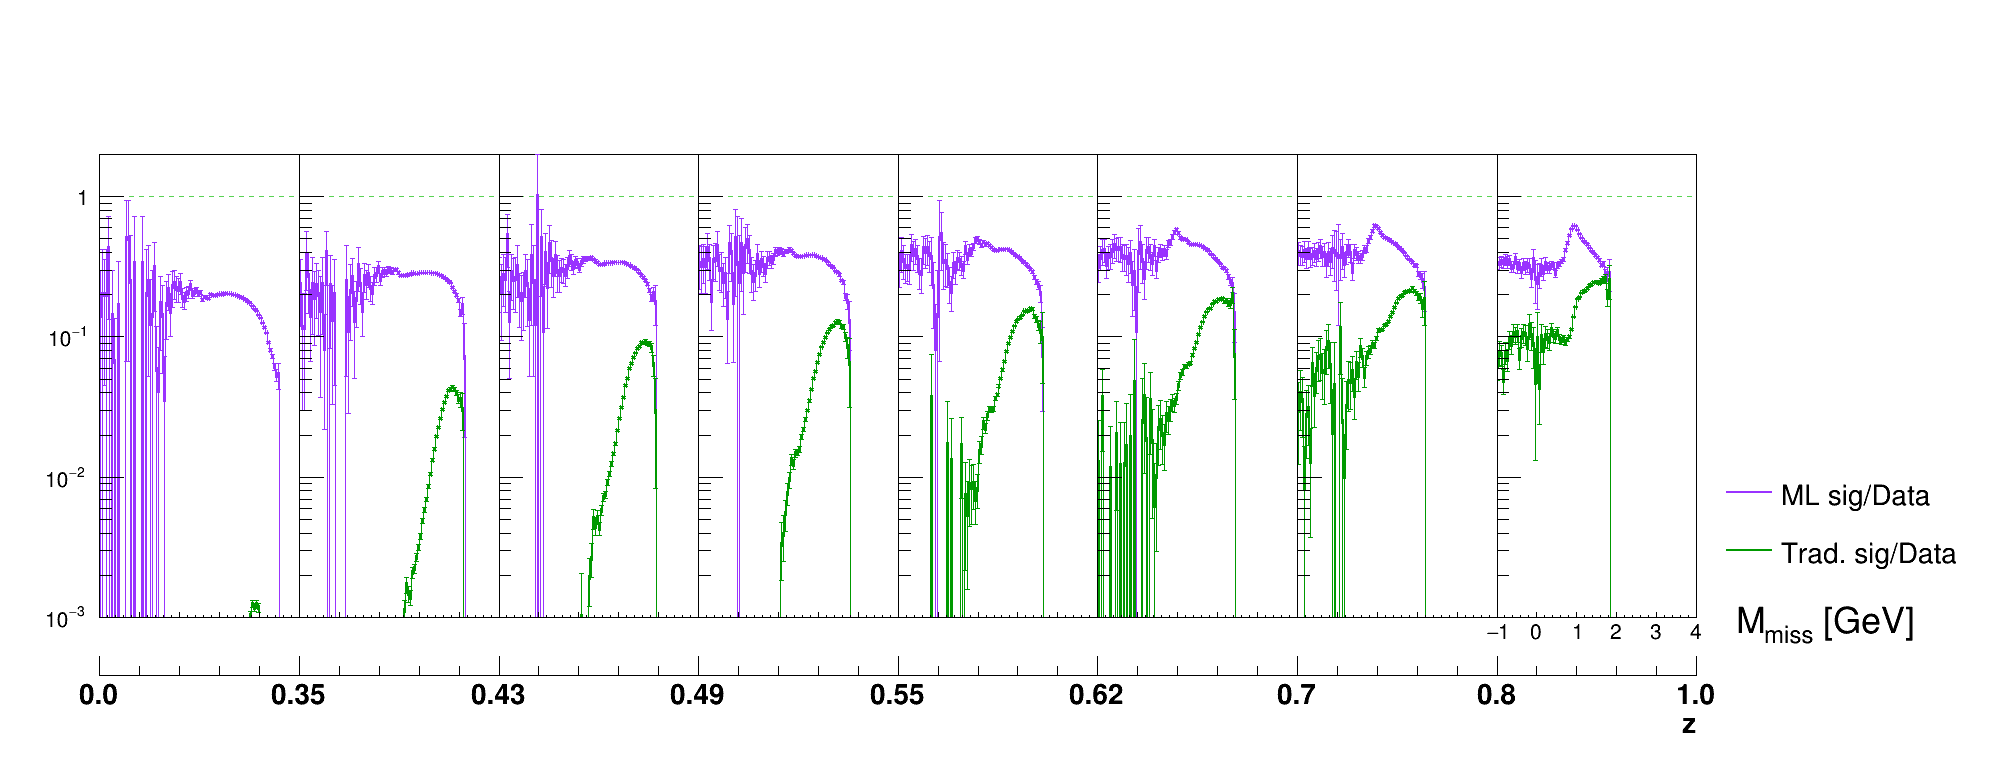 1
10⁻¹
10⁻²
10⁻³
ML sig/Data
Trad. sig/Data
−1 0 1 2 3 4
M_miss [GeV]
0.0 0.35 0.43 0.49 0.55 0.62 0.7 0.8 1.0
z